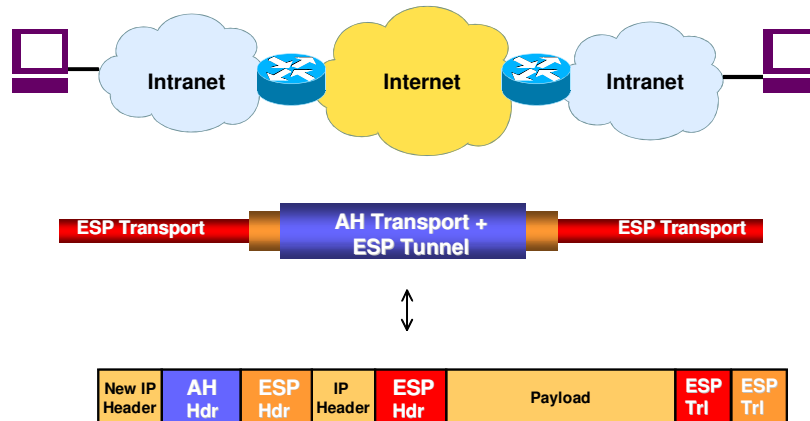 Intranet
Internet
Intranet
ESP Transport
AH Transport +
ESP Tunnel
ESP Transport
New IP
Header
AH
Hdr
ESP
Hdr
IP
Header
ESP
Hdr
Payload
ESP
Trl
ESP
Trl